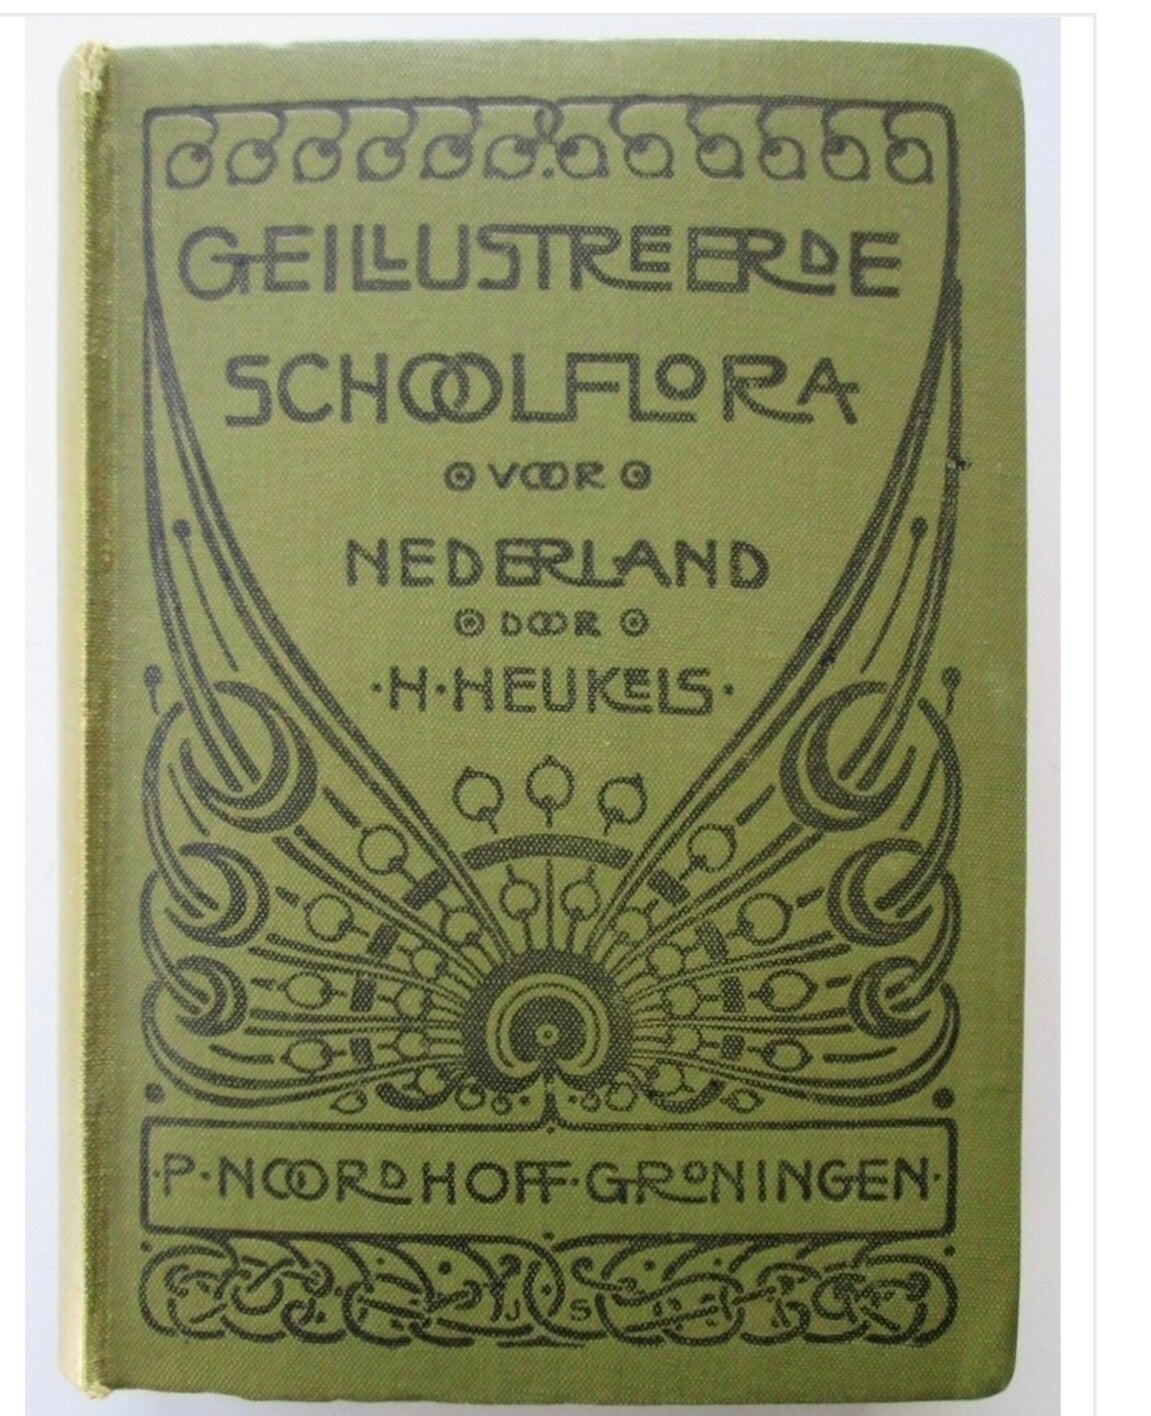 GEILLUSTREERDE
SCHOOLFLORA
VOOR
NEDERLAND
DOOR
·H·HEUKELS·
·P·NOORDHOFF·GRONINGEN·
J S